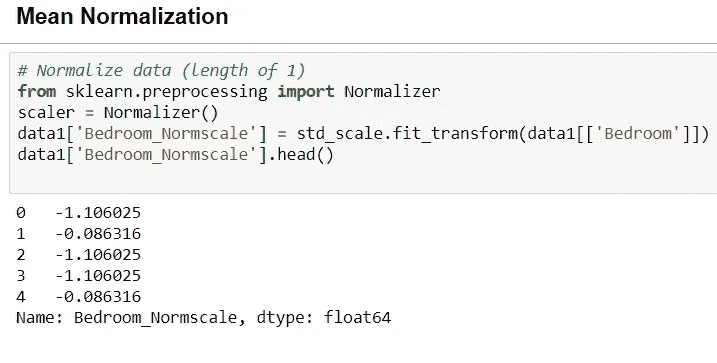 Mean Normalization
# Normalize data (length of 1)
from sklearn.preprocessing import Normalizer
scaler = Normalizer()
data1['Bedroom_Normscale'] = std_scale.fit_transform(data1[['Bedroom']])
data1['Bedroom_Normscale'].head()
0 -1.106025
1 -0.086316
2 -1.106025
3 -1.106025
4 -0.086316
Name: Bedroom_Normscale, dtype: float64